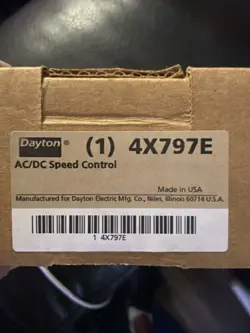 Dayton® (1) 4X797E
AC/DC Speed Control
Made in USA
Manufactured for Dayton Electric Mfg. Co., Niles, Illinois 60714 U.S.A.
1 4X797E